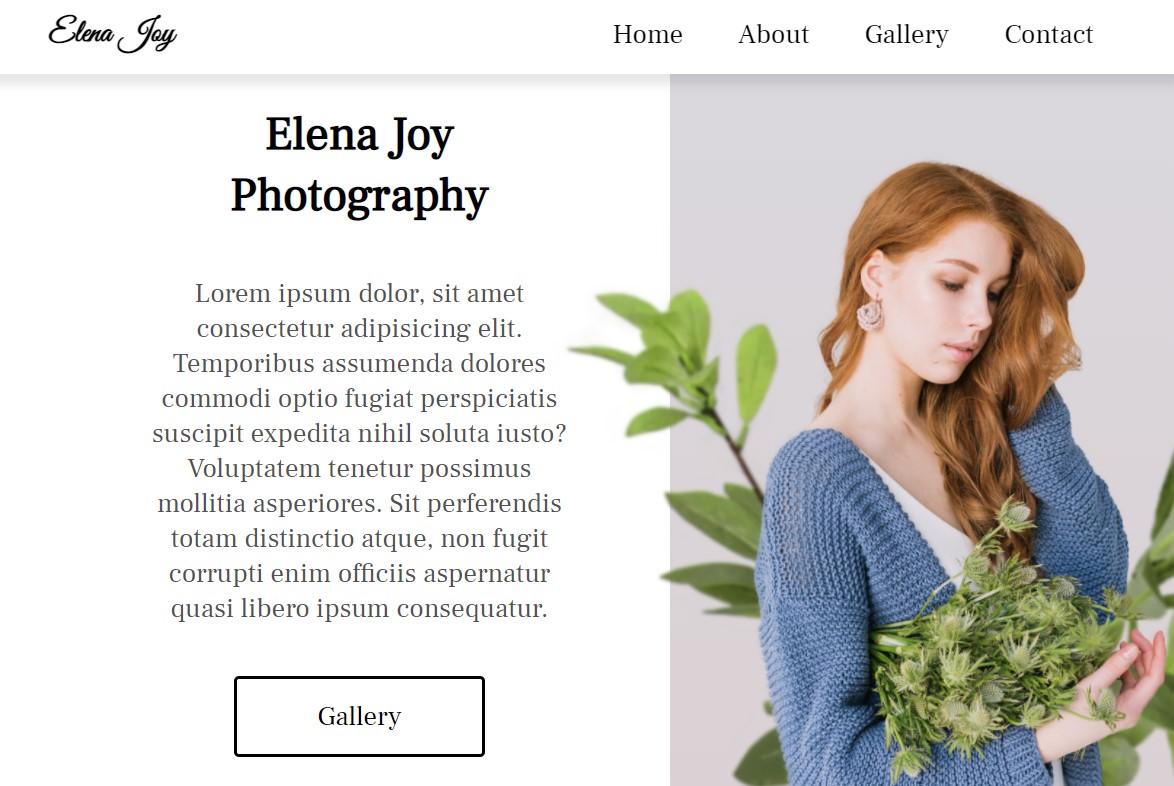 Elena Joy
Home About Gallery Contact
Elena Joy
Photography
Lorem ipsum dolor, sit amet
consectetur adipisicing elit.
Temporibus assumenda dolores
commodi optio fugiat perspiciatis
suscipit expedita nihil soluta iusto?
Voluptatem tenetur possimus
mollitia asperiores. Sit perferendis
totam distinctio atque, non fugit
corrupti enim officiis aspernatur
quasi libero ipsum consequatur.
Gallery